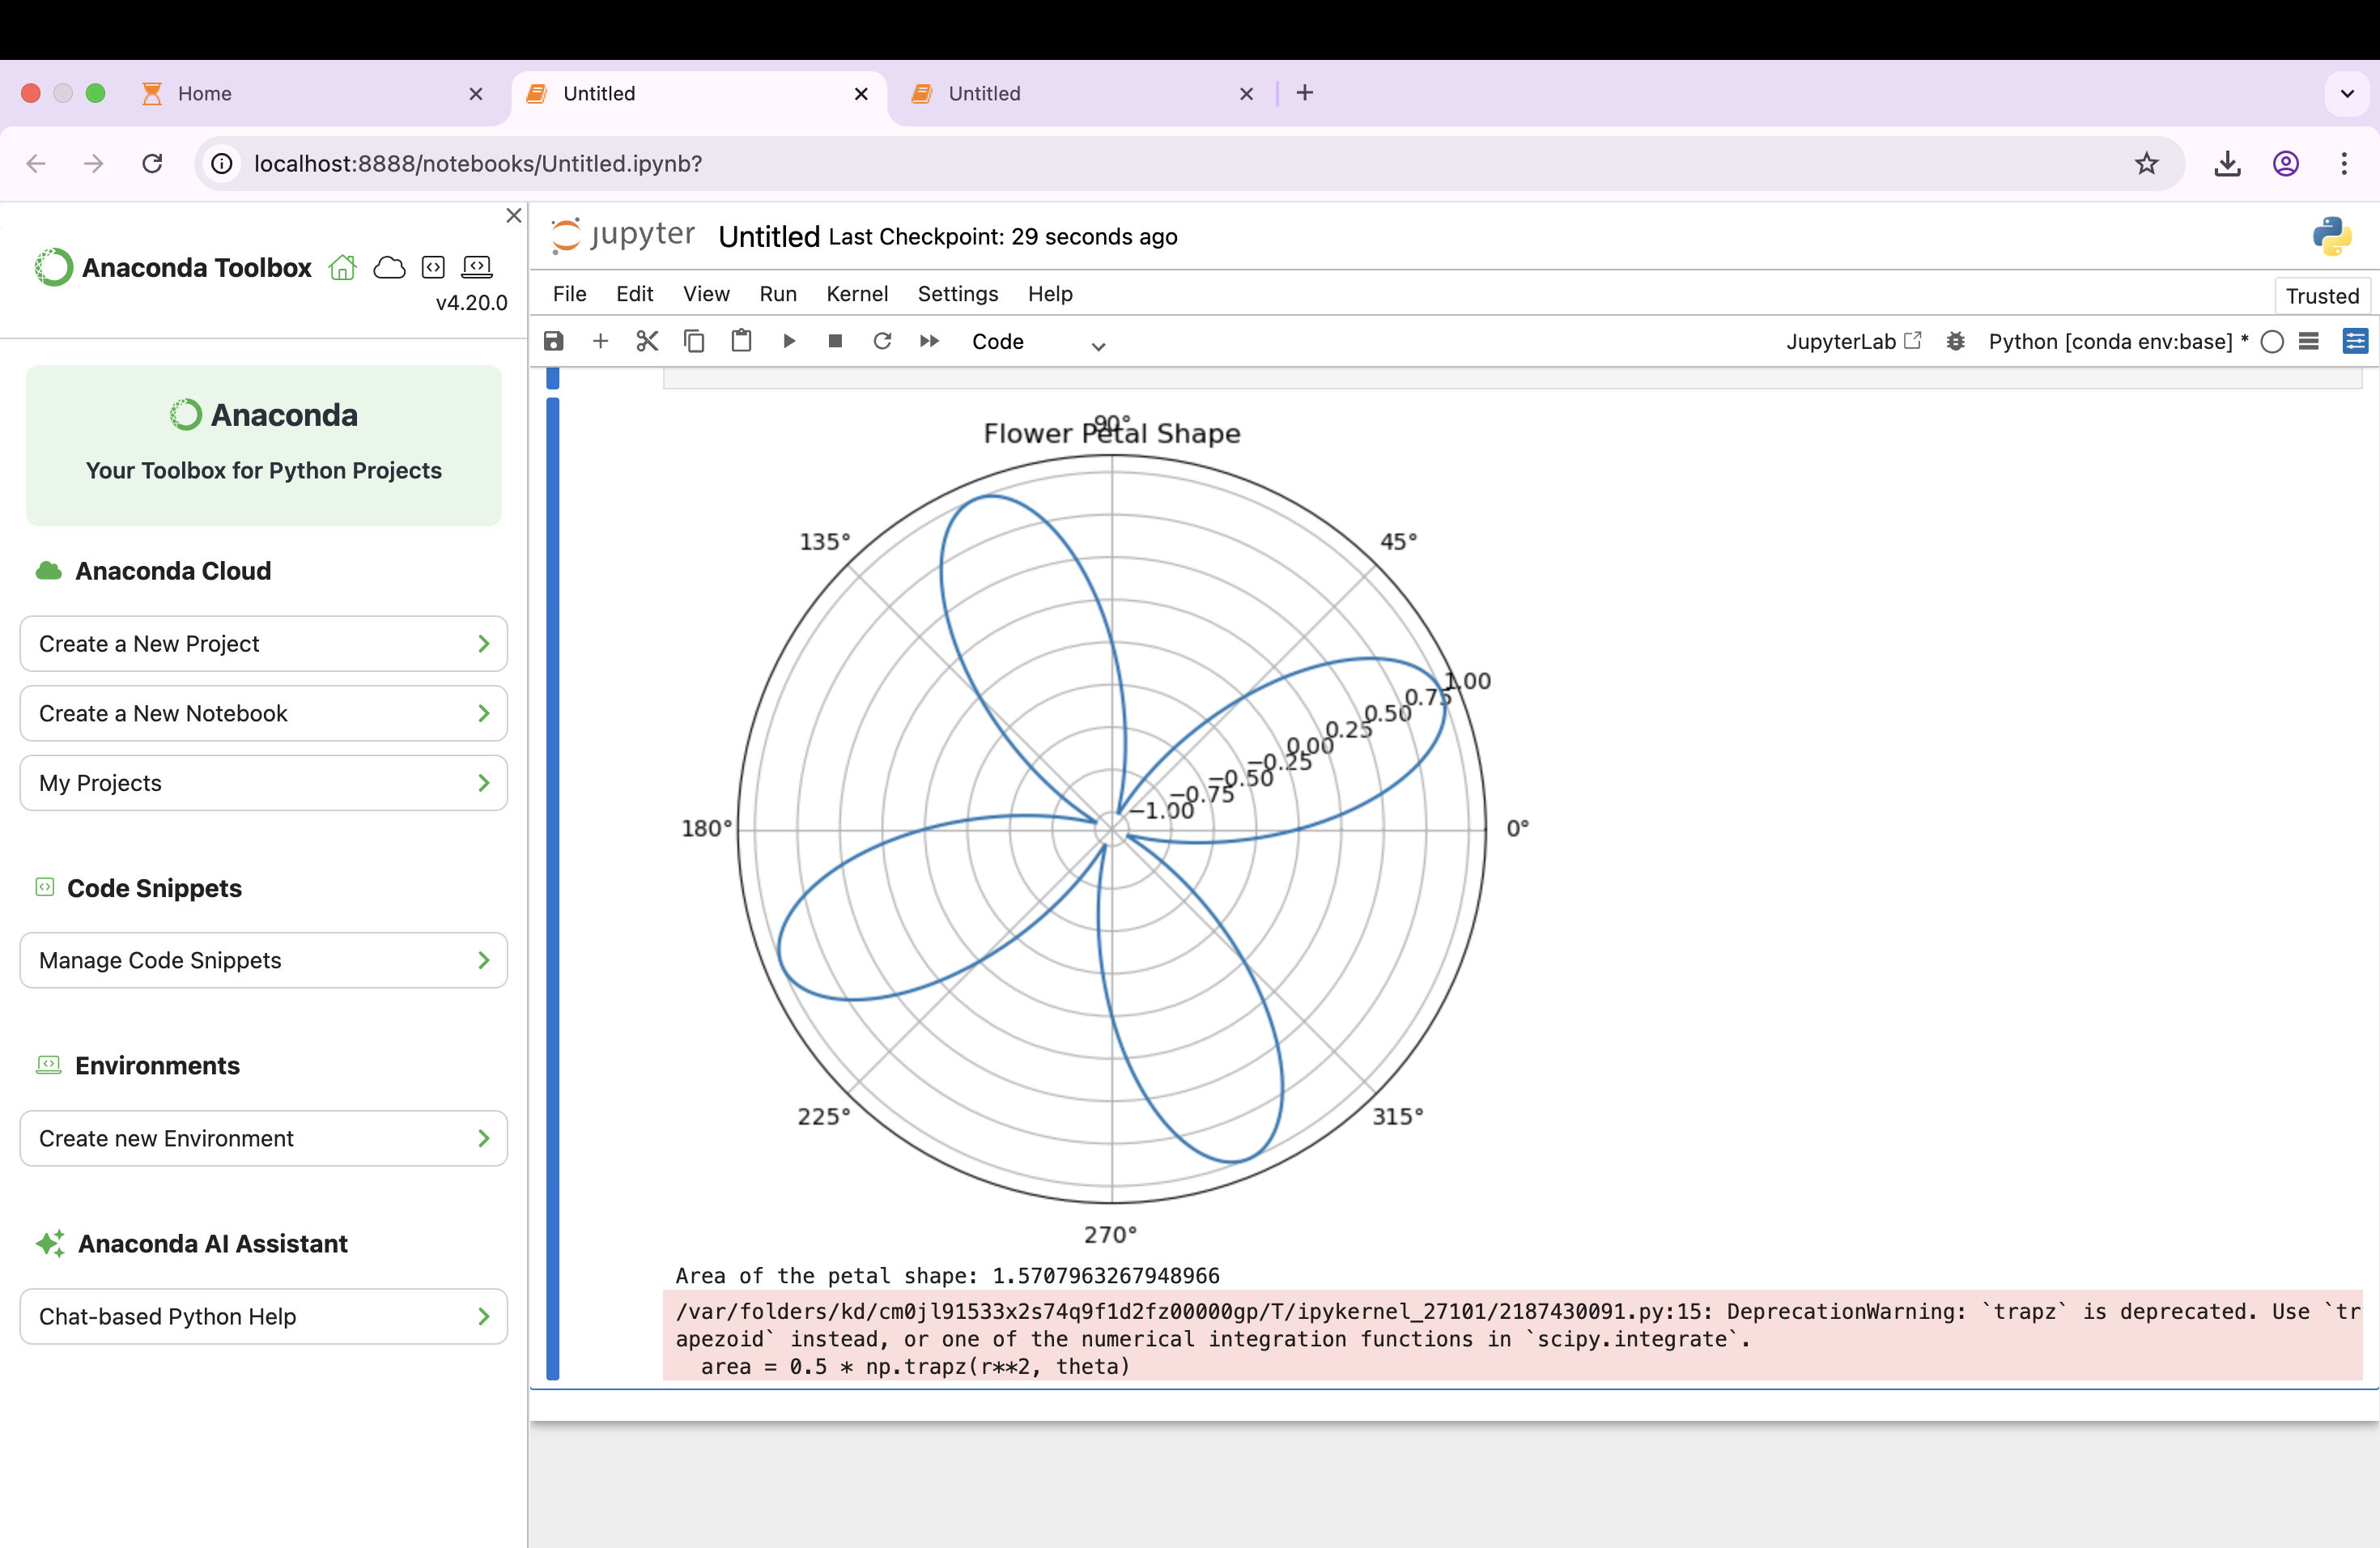 Home
Untitled
Untitled
localhost:8888/notebooks/Untitled.ipynb?
Anaconda Toolbox
v4.20.0
Anaconda
Your Toolbox for Python Projects
Anaconda Cloud
Create a New Project
Create a New Notebook
My Projects
Code Snippets
Manage Code Snippets
Environments
Create new Environment
Anaconda AI Assistant
Chat-based Python Help
jupyter Untitled Last Checkpoint: 29 seconds ago
File Edit View Run Kernel Settings Help
Trusted
Code
JupyterLab
Python [conda env:base] *
90°
Flower Petal Shape
135°
45°
1.00
0.75
0.50
0.25
0.00
−0.25
−0.50
−0.75
−1.00
180°
0°
225°
315°
270°
Area of the petal shape: 1.5707963267948966
/var/folders/kd/cm0jl91533x2s74q9f1d2fz00000gp/T/ipykernel_27101/2187430091.py:15: DeprecationWarning: `trapz` is deprecated. Use `tr
apezoid` instead, or one of the numerical integration functions in `scipy.integrate`.
area = 0.5 * np.trapz(r**2, theta)